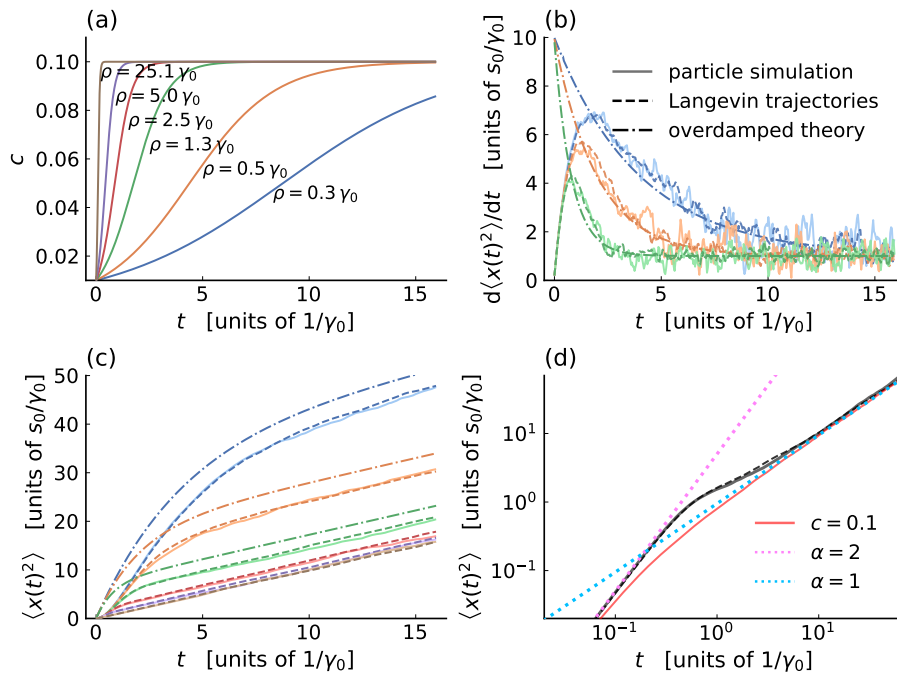 (a)
0.10
0.08
0.06
0.04
0.02
c
ρ = 25.1 γ₀
ρ = 5.0 γ₀
ρ = 2.5 γ₀
ρ = 1.3 γ₀
ρ = 0.5 γ₀
ρ = 0.3 γ₀
0 5 10 15
t [units of 1/γ₀]
(b)
10
8
6
4
2
0
d⟨x(t)²⟩/dt [units of s₀/γ₀]
particle simulation
Langevin trajectories
overdamped theory
0 5 10 15
t [units of 1/γ₀]
(c)
50
40
30
20
10
0
⟨x(t)²⟩ [units of s₀/γ₀]
0 5 10 15
t [units of 1/γ₀]
(d)
10¹
10⁰
10⁻¹
⟨x(t)²⟩ [units of s₀/γ₀]
c = 0.1
α = 2
α = 1
10⁻¹ 10⁰ 10¹
t [units of 1/γ₀]